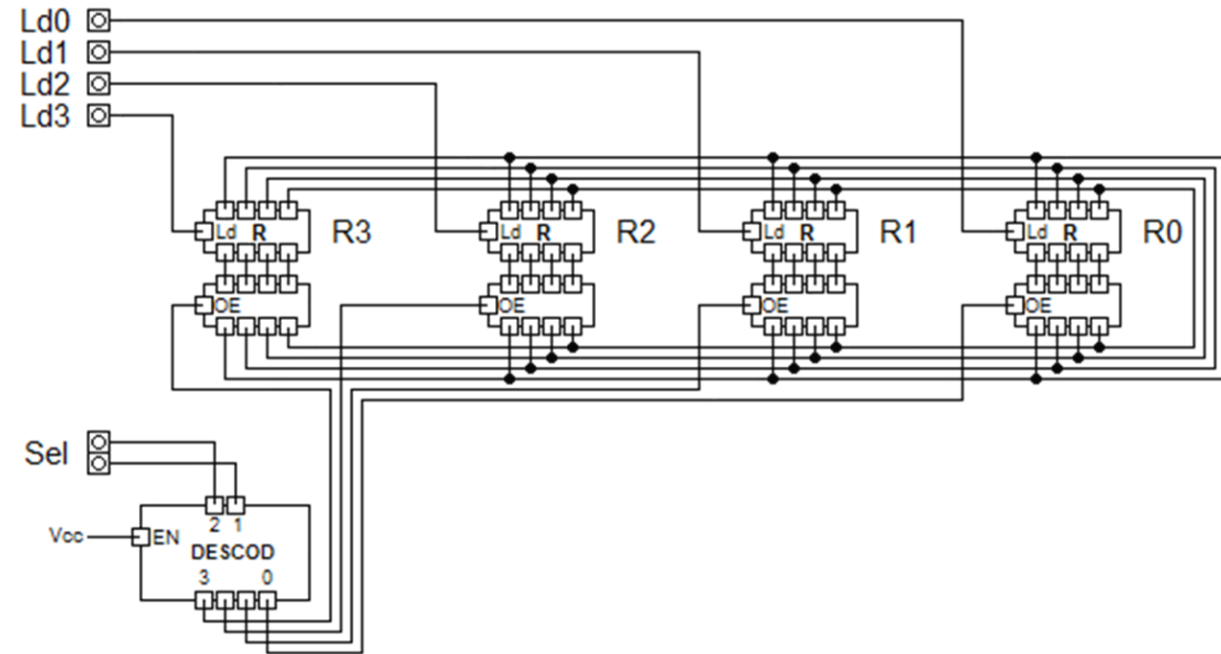 Ld0
Ld1
Ld2
Ld3
Ld R R3
Ld R R2
Ld R R1
Ld R R0
OE
OE
OE
OE
Sel
2 1
Vcc EN
DESCOD
3 0